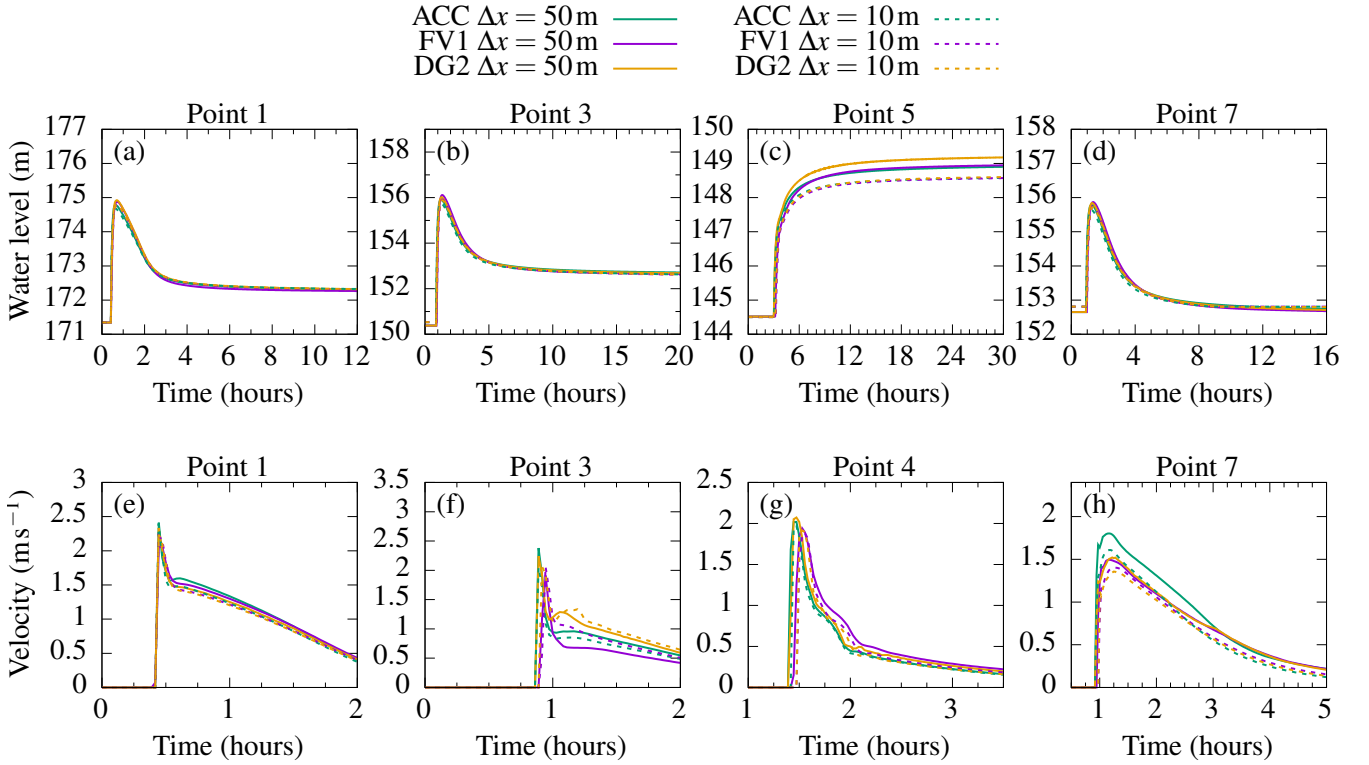 ACC Δx = 50 m ACC Δx = 10 m
FV1 Δx = 50 m FV1 Δx = 10 m
DG2 Δx = 50 m DG2 Δx = 10 m
Point 1 Point 3 Point 5 Point 7
Water level (m)
(a) (b) (c) (d)
177
176
175
174
173
172
171
158
156
154
152
150
150
149
148
147
146
145
144
158
157
156
155
154
153
152
0 2 4 6 8 10 12
0 5 10 15 20
0 6 12 18 24 30
0 4 8 12 16
Time (hours) Time (hours) Time (hours) Time (hours)
Point 1 Point 3 Point 4 Point 7
Velocity (m s⁻¹)
(e) (f) (g) (h)
3
2.5
2
1.5
1
0.5
0
3.5
3
2.5
2
1.5
1
0.5
0
2.5
2
1.5
1
0.5
0
2
1.5
1
0.5
0
0 1 2
0 1 2
1 2 3
1 2 3 4 5
Time (hours) Time (hours) Time (hours) Time (hours)